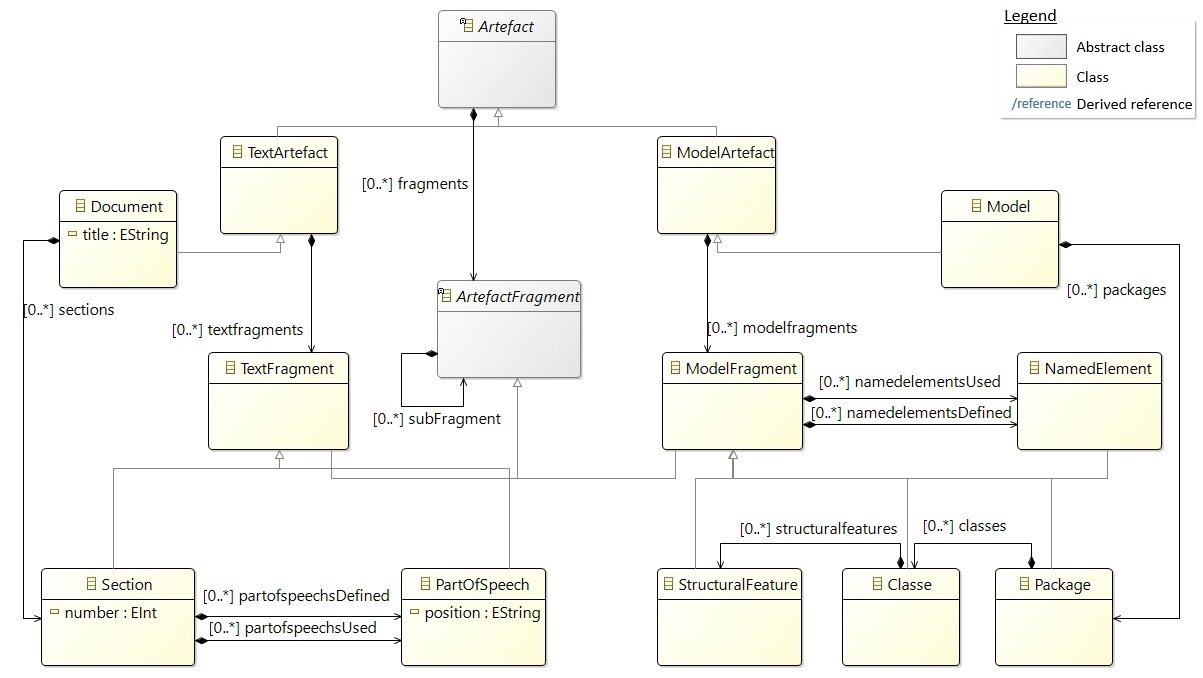 Artefact
Legend
Abstract class
Class
/reference Derived reference
TextArtefact
ModelArtefact
[0..*] fragments
Document
title : EString
Model
[0..*] sections
[0..*] packages
ArtefactFragment
[0..*] textfragments
[0..*] modelfragments
TextFragment
ModelFragment
NamedElement
[0..*] namedelementsUsed
[0..*] namedelementsDefined
[0..*] subFragment
[0..*] structuralfeatures
[0..*] classes
Section
number : EInt
[0..*] partofspeechsDefined
[0..*] partofspeechsUsed
PartOfSpeech
position : EString
StructuralFeature
Classe
Package